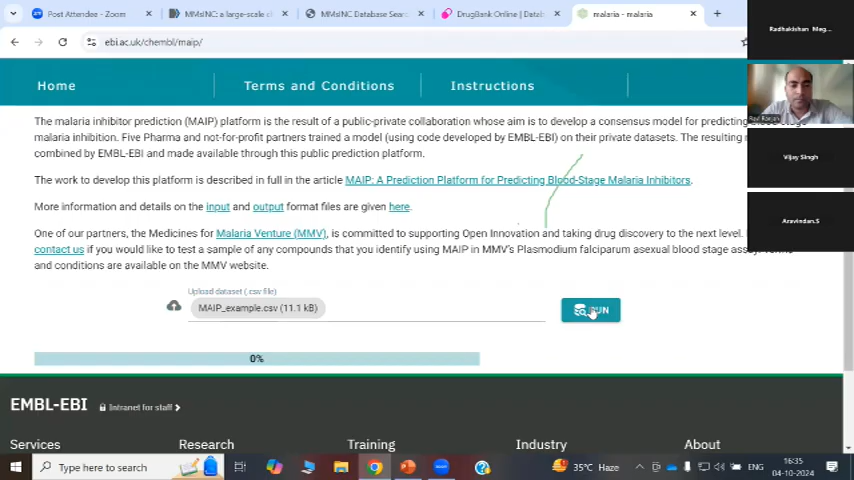 Post Attendee - Zoom
MMsINC: a large-scale c
MMsINC Database Sear
DrugBank Online | Datab
malaria - malaria
ebi.ac.uk/chembl/maip/
Home
Terms and Conditions
Instructions
The malaria inhibitor prediction (MAIP) platform is the result of a public-private collaboration whose aim is to develop a consensus model for predicting blood-stage
malaria inhibition. Five Pharma and not-for-profit partners trained a model (using code developed by EMBL-EBI) on their private datasets. The resulting
combined by EMBL-EBI and made available through this public prediction platform.
The work to develop this platform is described in full in the article MAIP: A Prediction Platform for Predicting Blood-Stage Malaria Inhibitors.
More information and details on the input and output format files are given here.
One of our partners, the Medicines for Malaria Venture (MMV), is committed to supporting Open Innovation and taking drug discovery to the next level.
contact us if you would like to test a sample of any compounds that you identify using MAIP in MMV's Plasmodium falciparum asexual blood stage assay. Terms
and conditions are available on the MMV website.
Upload dataset (.csv file)
MAIP_example.csv (11.1 kB)
RUN
0%
EMBL-EBI
Intranet for staff
Services
Research
Training
Industry
About
Radhakishan Meg...
Ravi Ranjan
Vijay Singh
Aravindan.S
Type here to search
35°C Haze
ENG
16:35
04-10-2024